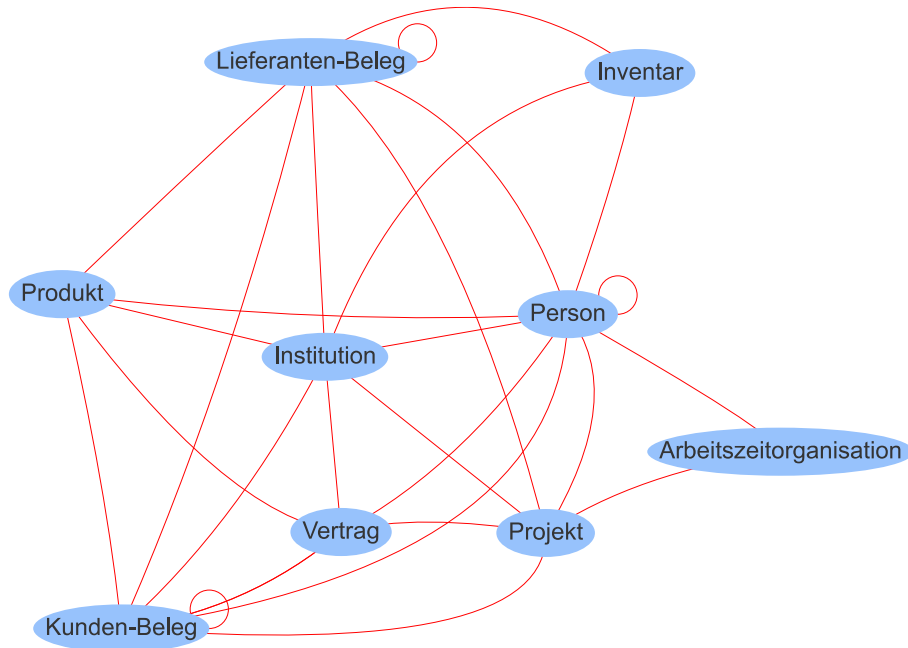 Lieferanten-Beleg
Inventar
Produkt
Person
Institution
Arbeitszeitorganisation
Vertrag
Projekt
Kunden-Beleg